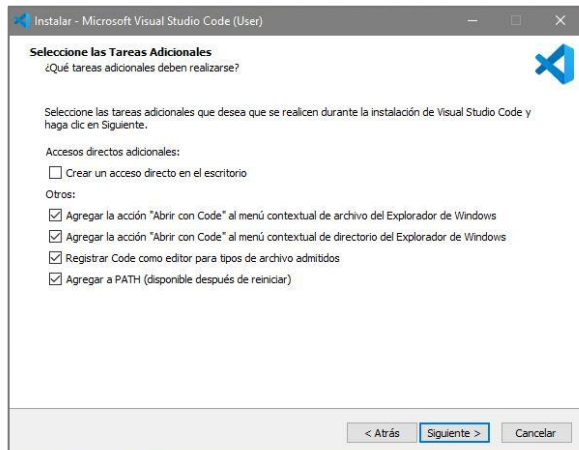 Instalar - Microsoft Visual Studio Code (User)
Seleccione las Tareas Adicionales
¿Qué tareas adicionales deben realizarse?
Seleccione las tareas adicionales que desea que se realicen durante la instalación de Visual Studio Code y
haga clic en Siguiente.
Accesos directos adicionales:
Crear un acceso directo en el escritorio
Otros:
Agregar la acción "Abrir con Code" al menú contextual de archivo del Explorador de Windows
Agregar la acción "Abrir con Code" al menú contextual de directorio del Explorador de Windows
Registrar Code como editor para tipos de archivo admitidos
Agregar a PATH (disponible después de reiniciar)
< Atrás Siguiente > Cancelar